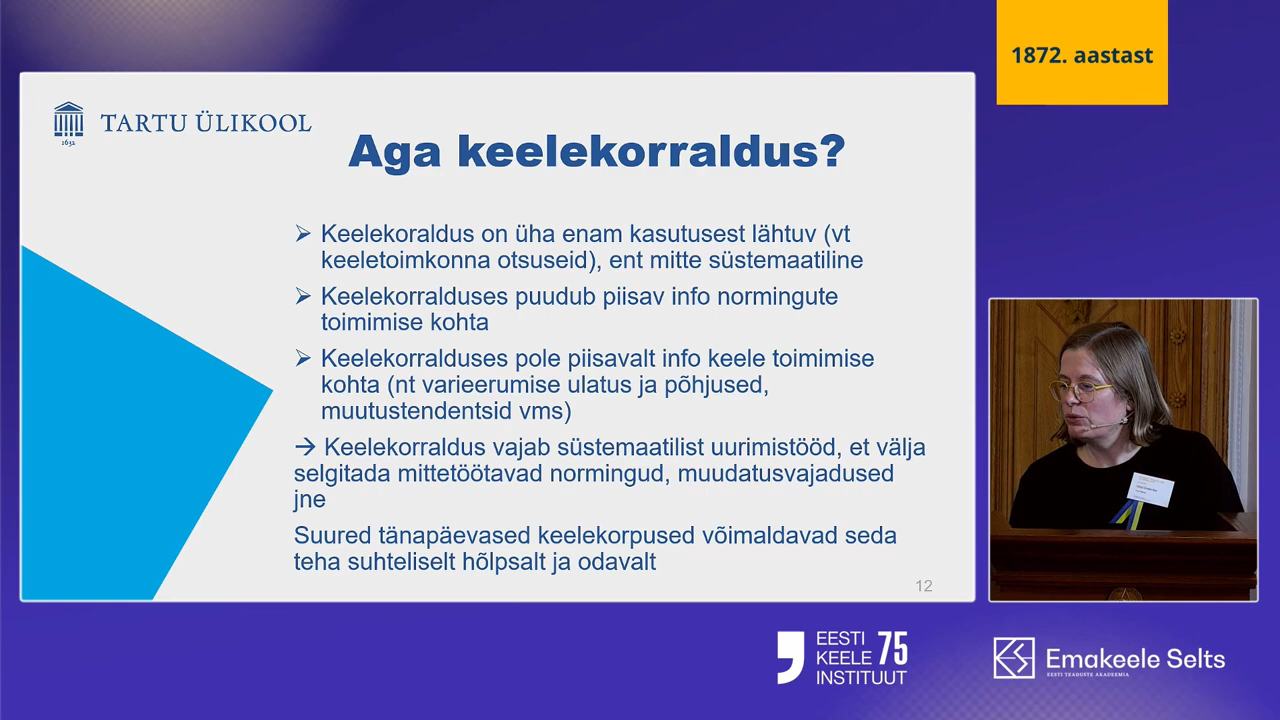 1872. aastast
TARTU ÜLIKOOL
1632
Aga keelekorraldus?
Keelekoraldus on üha enam kasutusest lähtuv (vt
keeletoimkonna otsuseid), ent mitte süstemaatiline
Keelekorralduses puudub piisav info normingute
toimimise kohta
Keelekorralduses pole piisavalt info keele toimimise
kohta (nt varieerumise ulatus ja põhjused,
muutustendentsid vms)
→ Keelekorraldus vajab süstemaatilist uurimistööd, et välja
selgitada mittetöötavad normingud, muudatusvajadused
jne
Suured tänapäevased keelekorpused võimaldavad seda
teha suhteliselt hõlpsalt ja odavalt
12
EESTI
KEELE 75
INSTITUUT
Emakeele Selts
EESTI TEADUSTE AKADEEMIA